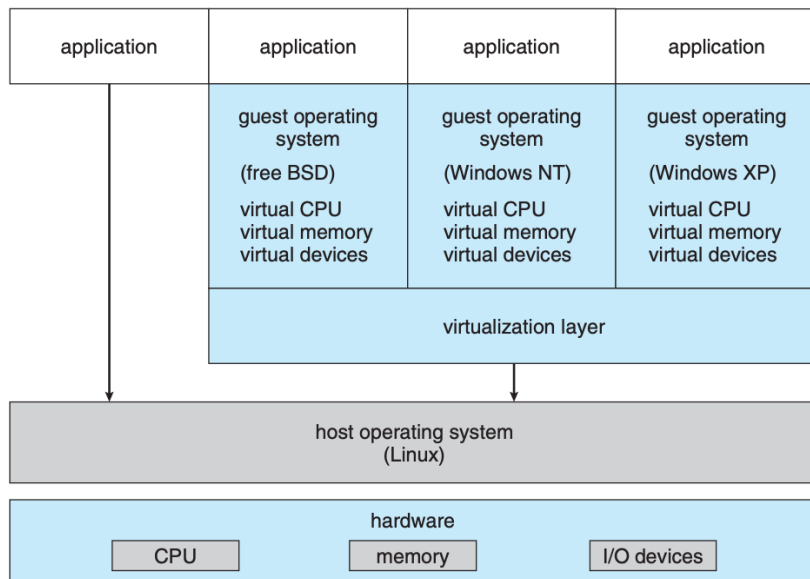 application
application
application
application
guest operating
system
(free BSD)
virtual CPU
virtual memory
virtual devices
guest operating
system
(Windows NT)
virtual CPU
virtual memory
virtual devices
guest operating
system
(Windows XP)
virtual CPU
virtual memory
virtual devices
virtualization layer
host operating system
(Linux)
hardware
CPU
memory
I/O devices